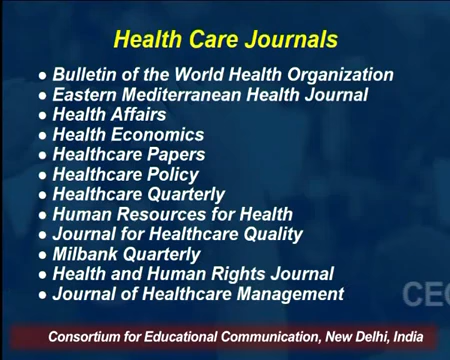 Health Care Journals
● Bulletin of the World Health Organization
● Eastern Mediterranean Health Journal
● Health Affairs
● Health Economics
● Healthcare Papers
● Healthcare Policy
● Healthcare Quarterly
● Human Resources for Health
● Journal for Healthcare Quality
● Milbank Quarterly
● Health and Human Rights Journal
● Journal of Healthcare Management
CEC
Consortium for Educational Communication, New Delhi, India